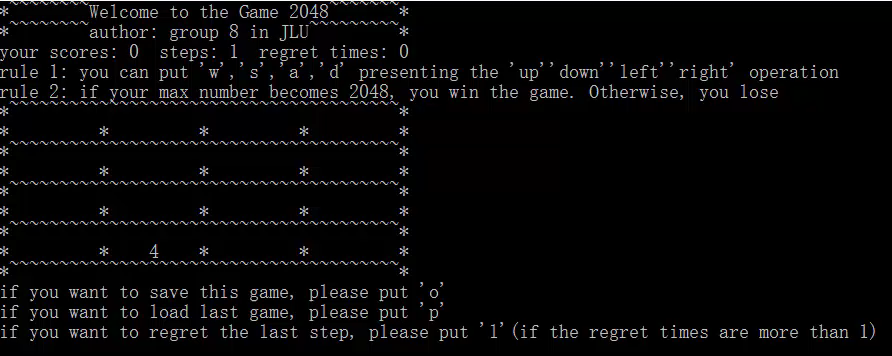 *~~~~~~~~Welcome to the Game 2048~~~~~~~*
*        author: group 8 in JLU         *
your scores: 0  steps: 1  regret times: 0
rule 1: you can put 'w','s','a','d' presenting the 'up''down''left''right' operation
rule 2: if your max number becomes 2048, you win the game. Otherwise, you lose
*~~~~~~~~~~~~~~~~~~~~~~~~~~~~~~~~~~~~~~~*
*         *         *         *         *
*~~~~~~~~~~~~~~~~~~~~~~~~~~~~~~~~~~~~~~~*
*         *         *         *         *
*~~~~~~~~~~~~~~~~~~~~~~~~~~~~~~~~~~~~~~~*
*         *         *         *         *
*~~~~~~~~~~~~~~~~~~~~~~~~~~~~~~~~~~~~~~~*
*         *    4    *         *         *
*~~~~~~~~~~~~~~~~~~~~~~~~~~~~~~~~~~~~~~~*
if you want to save this game, please put 'o'
if you want to load last game, please put 'p'
if you want to regret the last step, please put 'l'(if the regret times are more than 1)